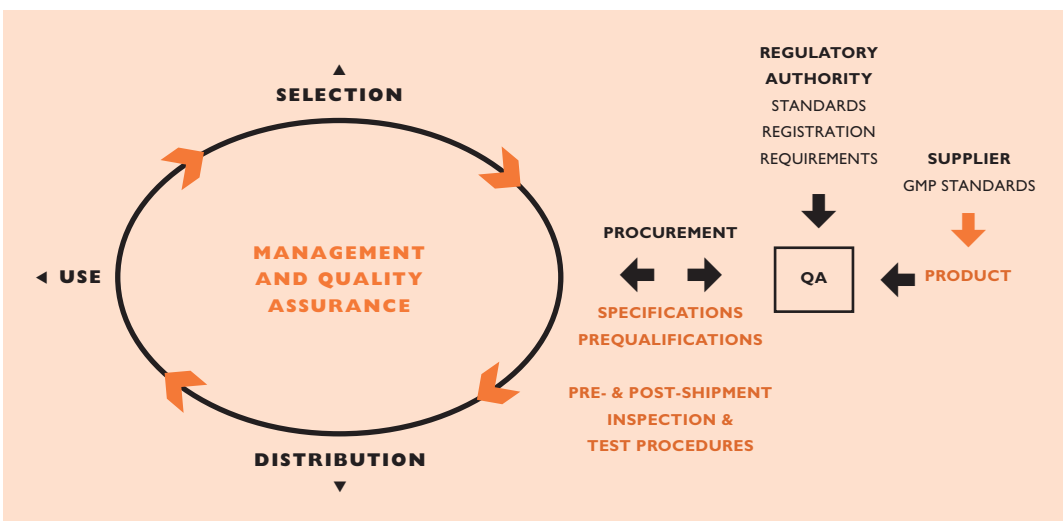 SELECTION
USE
MANAGEMENT
AND QUALITY
ASSURANCE
DISTRIBUTION
PROCUREMENT
SPECIFICATIONS
PREQUALIFICATIONS
PRE- & POST-SHIPMENT
INSPECTION &
TEST PROCEDURES
REGULATORY
AUTHORITY
STANDARDS
REGISTRATION
REQUIREMENTS
QA
SUPPLIER
GMP STANDARDS
PRODUCT